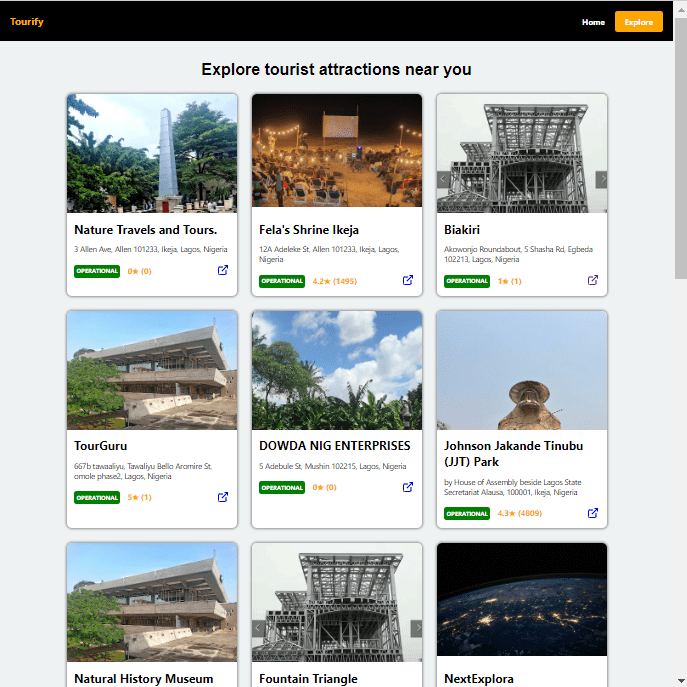 Tourify
Home
Explore
Explore tourist attractions near you
Nature Travels and Tours.
3 Allen Ave, Allen 101233, Ikeja, Lagos, Nigeria
OPERATIONAL 0★ (0)
Fela's Shrine Ikeja
12A Adeleke St, Allen 101233, Ikeja, Lagos,
Nigeria
OPERATIONAL 4.2★ (1495)
Biakiri
Akowonjo Roundabout, 5 Shasha Rd, Egbeda
102213, Lagos, Nigeria
OPERATIONAL 1★ (1)
TourGuru
667b tawaaliyu, Tawaliyu Bello Aromire St,
omole phase2, Lagos, Nigeria
OPERATIONAL 5★ (1)
DOWDA NIG ENTERPRISES
5 Adebule St, Mushin 102215, Lagos, Nigeria
OPERATIONAL 0★ (0)
Johnson Jakande Tinubu
(JJT) Park
by House of Assembly beside Lagos State
Secretariat Alausa, 100001, Ikeja, Nigeria
OPERATIONAL 4.3★ (4809)
Natural History Museum
Fountain Triangle
NextExplora